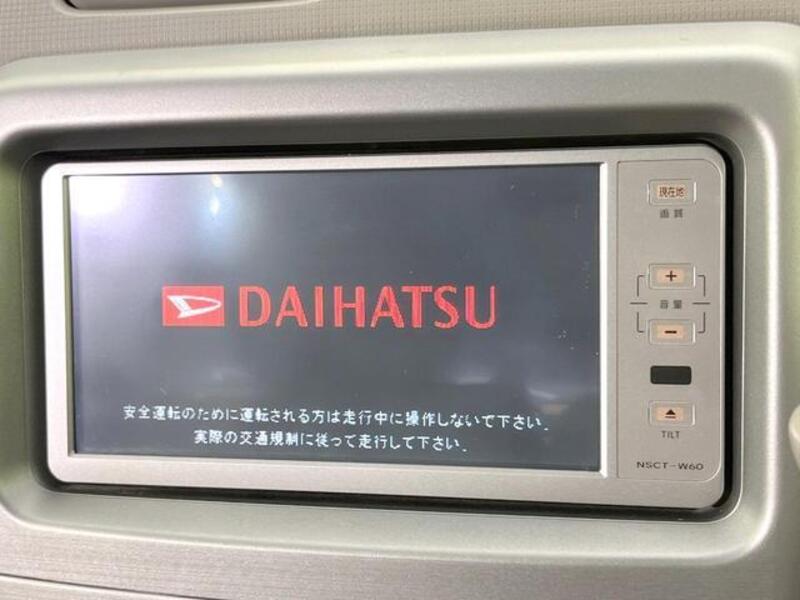 DAIHATSU
安全運転のために運転される方は走行中に操作しないで下さい.
実際の交通規制に従って走行して下さい.
現在地
画質
+
音量
−
TILT
NSCT-W60